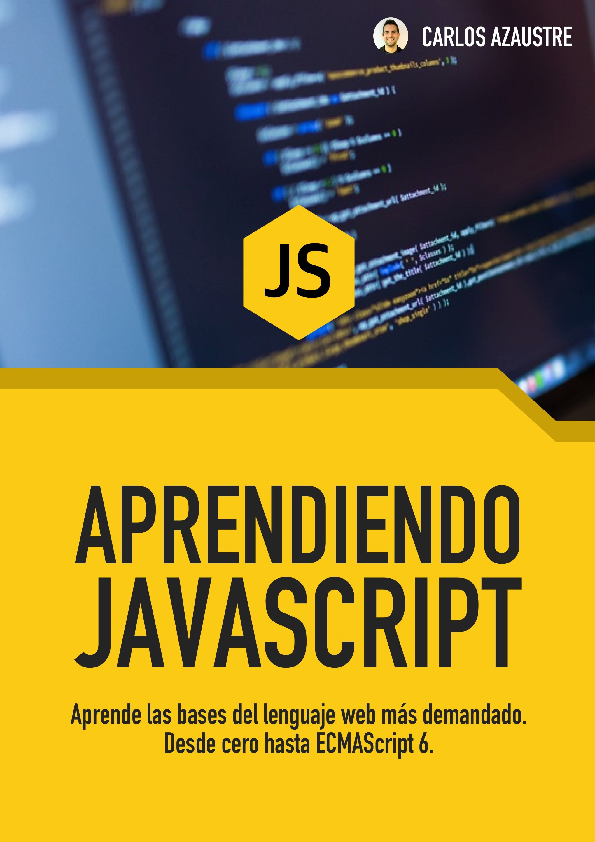 CARLOS AZAUSTRE
JS
APRENDIENDO
JAVASCRIPT
Aprende las bases del lenguaje web más demandado.
Desde cero hasta ECMAScript 6.